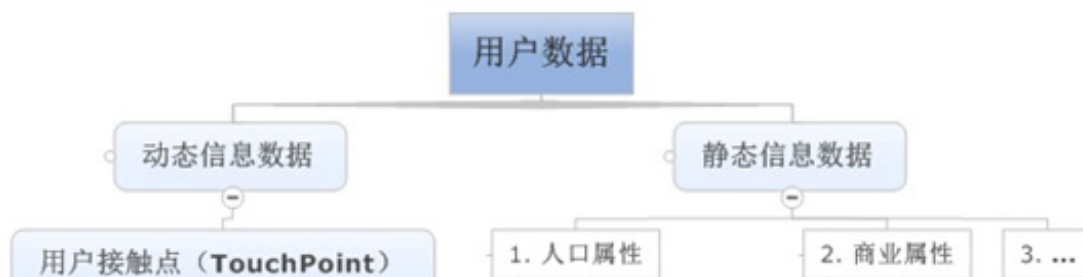 用户数据
动态信息数据
静态信息数据
用户接触点（TouchPoint）
1. 人口属性
2. 商业属性
3. ...